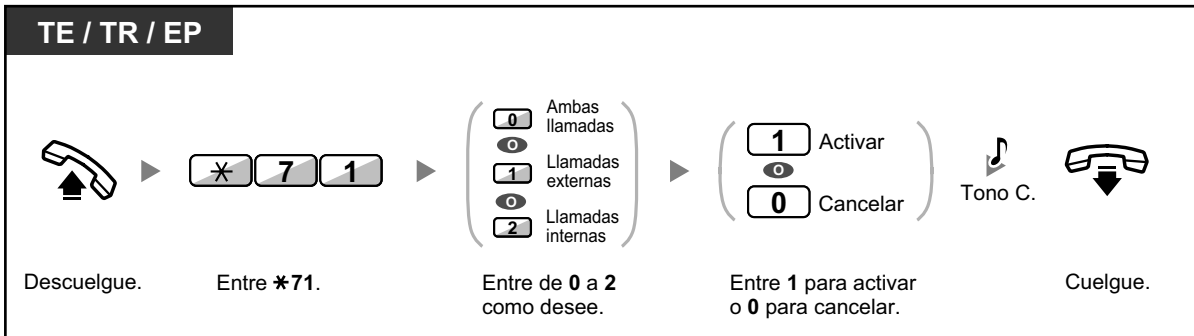 TE / TR / EP
0 Ambas
llamadas
O
1 Llamadas
externas
O
2 Llamadas
internas
✳ 7 1
1 Activar
O
0 Cancelar
Tono C.
Descuelgue.
Entre ✳71.
Entre de 0 a 2
como desee.
Entre 1 para activar
o 0 para cancelar.
Cuelgue.